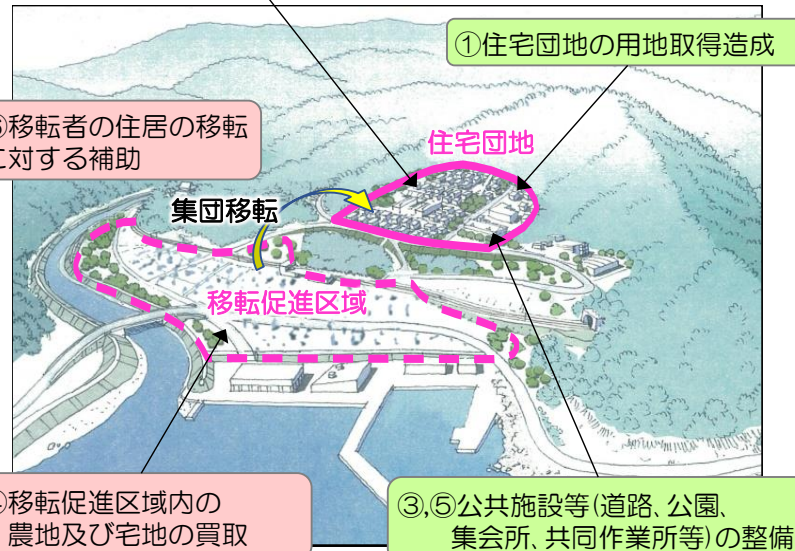 ①住宅団地の用地取得造成
移転者の住居の移転
に対する補助
住宅団地
集団移転
移転促進区域
移転促進区域内の
農地及び宅地の買取
③,⑤公共施設等(道路、公園、
集会所、共同作業所等)の整備